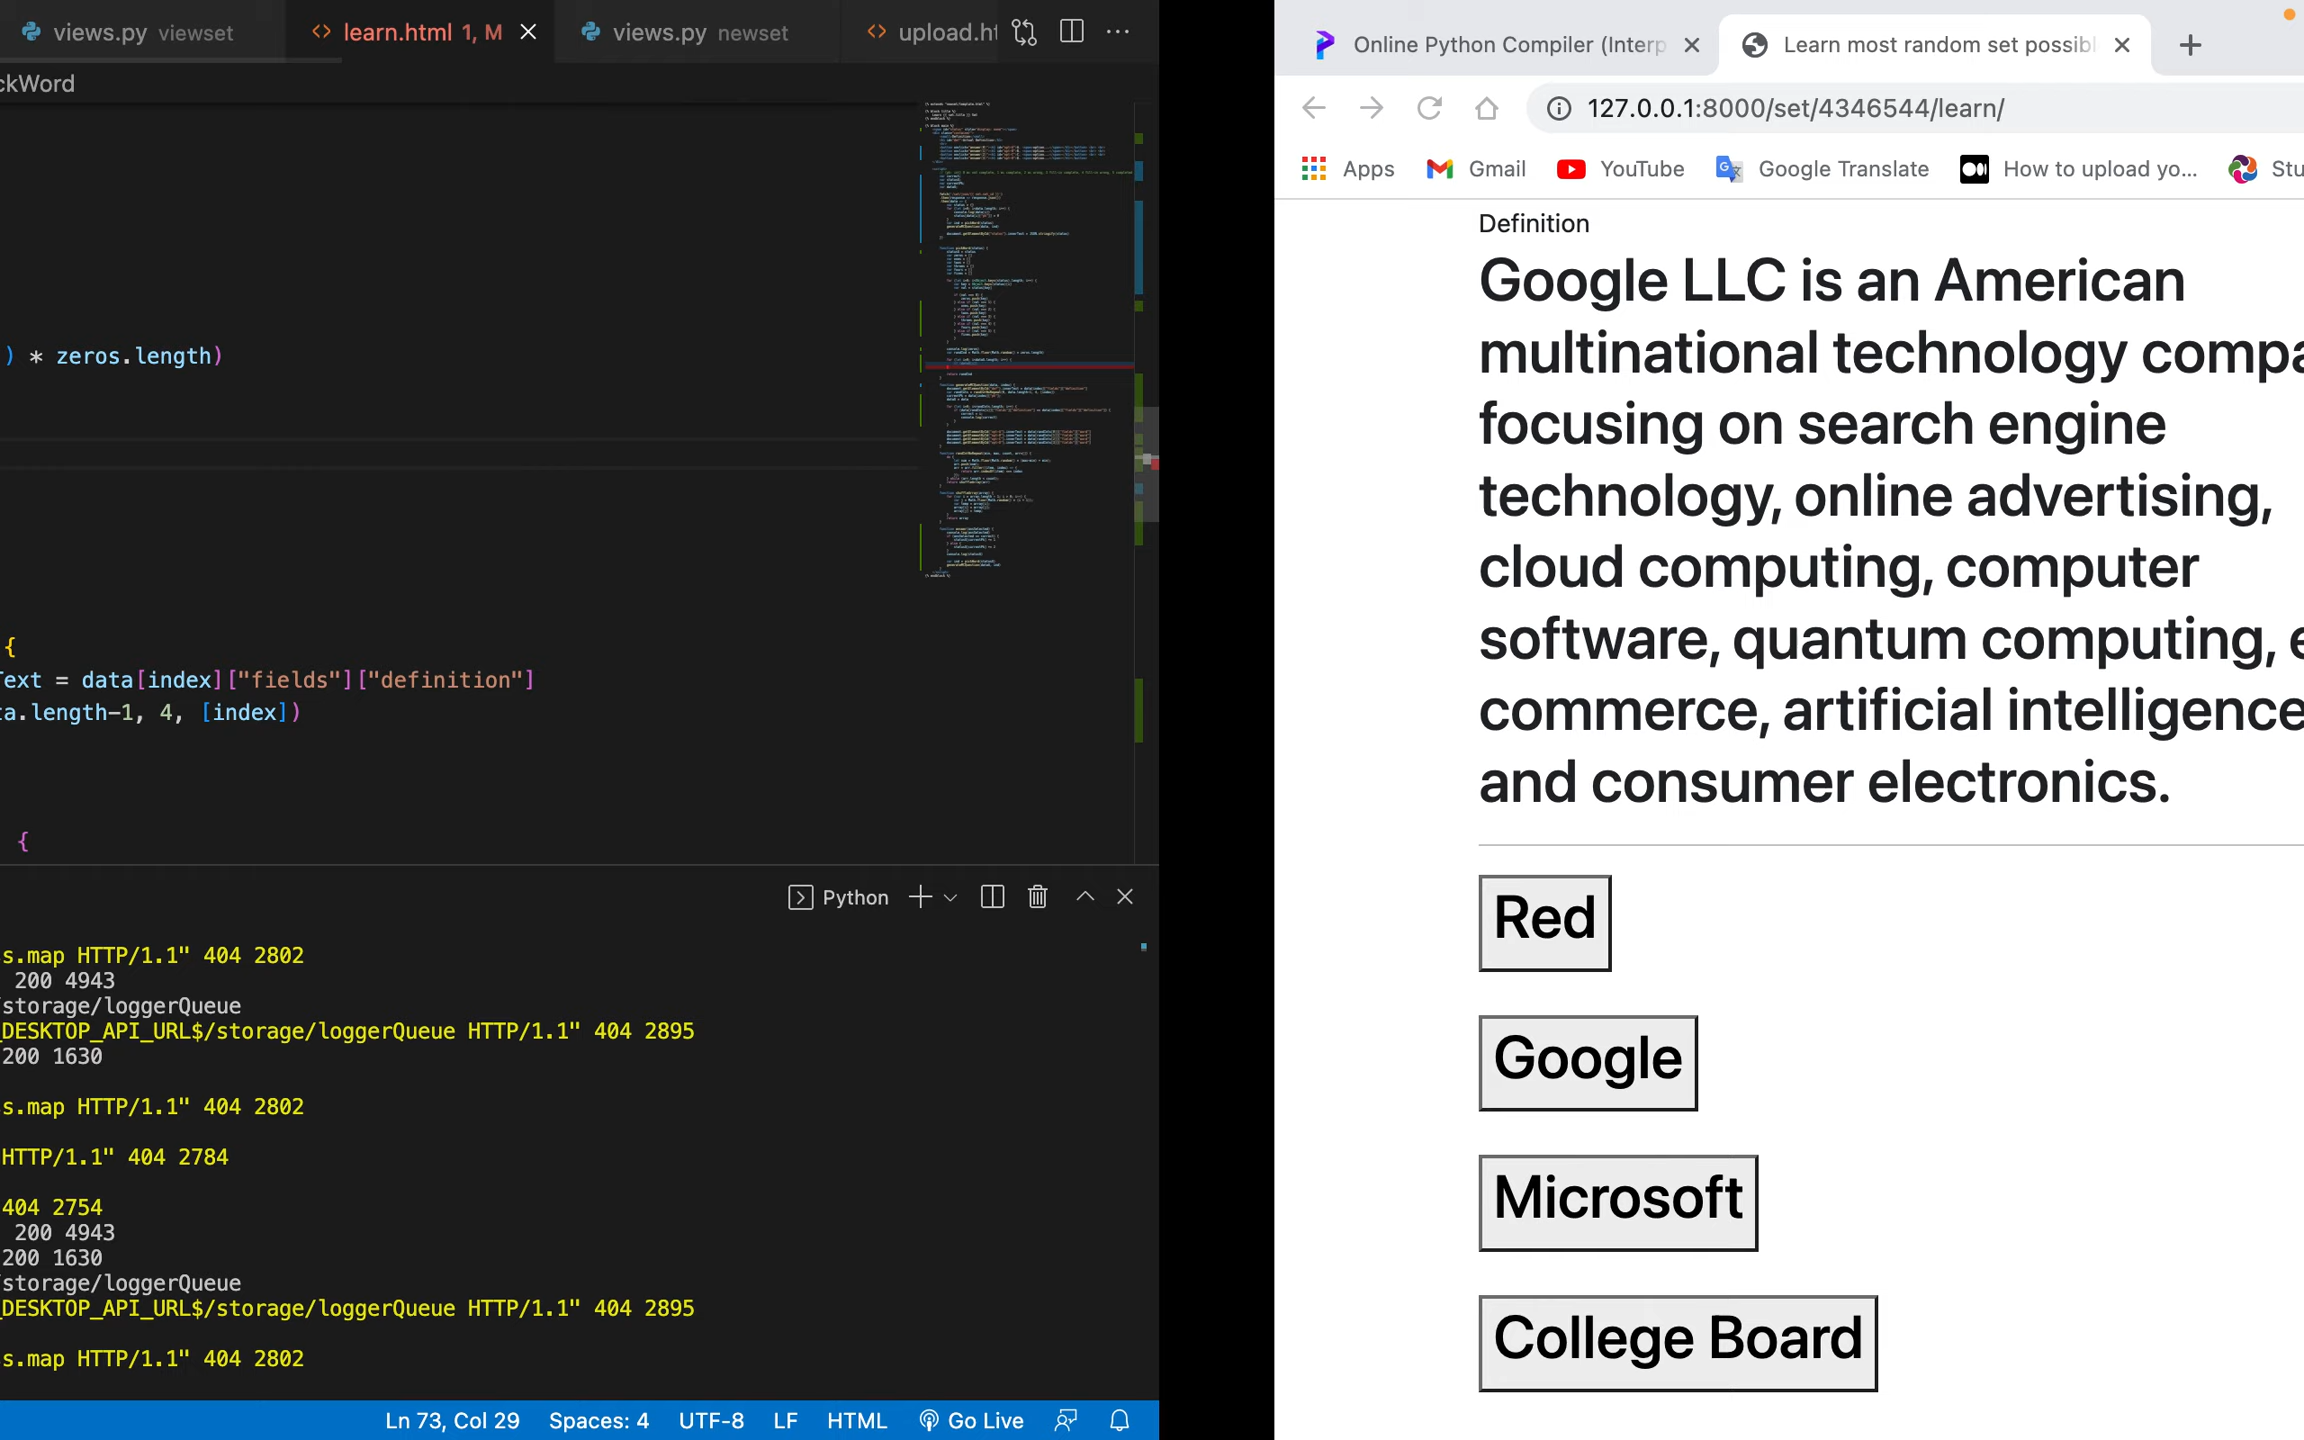 views.py viewset
learn.html 1, M
views.py newset
upload.ht
ckWord
) * zeros.length)
{
Text = data[index]["fields"]["definition"]
ta.length-1, 4, [index])
{
Python
s.map HTTP/1.1" 404 2802
200 4943
/storage/loggerQueue
_DESKTOP_API_URL$/storage/loggerQueue HTTP/1.1" 404 2895
200 1630
s.map HTTP/1.1" 404 2802
HTTP/1.1" 404 2784
404 2754
200 4943
200 1630
/storage/loggerQueue
_DESKTOP_API_URL$/storage/loggerQueue HTTP/1.1" 404 2895
s.map HTTP/1.1" 404 2802
Ln 73, Col 29 Spaces: 4 UTF-8 LF HTML Go Live
Online Python Compiler (Interp
Learn most random set possibl
127.0.0.1:8000/set/4346544/learn/
Apps Gmail YouTube Google Translate How to upload yo... Stu
Definition
Google LLC is an American
multinational technology compa
focusing on search engine
technology, online advertising,
cloud computing, computer
software, quantum computing, e
commerce, artificial intelligence
and consumer electronics.
Red
Google
Microsoft
College Board